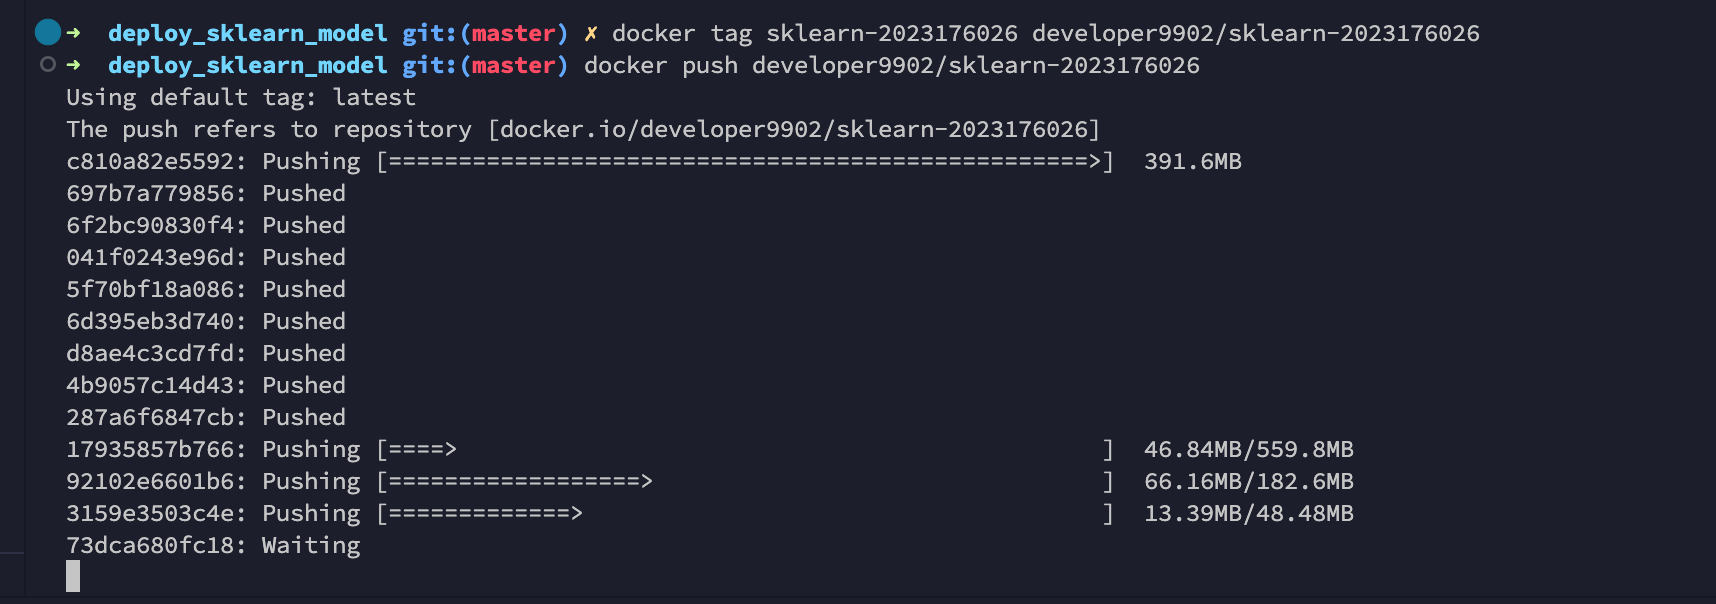 ➜  deploy_sklearn_model git:(master) ✗ docker tag sklearn-2023176026 developer9902/sklearn-2023176026
➜  deploy_sklearn_model git:(master) docker push developer9902/sklearn-2023176026
Using default tag: latest
The push refers to repository [docker.io/developer9902/sklearn-2023176026]
c810a82e5592: Pushing [==================================================>]  391.6MB
697b7a779856: Pushed
6f2bc90830f4: Pushed
041f0243e96d: Pushed
5f70bf18a086: Pushed
6d395eb3d740: Pushed
d8ae4c3cd7fd: Pushed
4b9057c14d43: Pushed
287a6f6847cb: Pushed
17935857b766: Pushing [====>                                              ]  46.84MB/559.8MB
92102e6601b6: Pushing [==================>                                ]  66.16MB/182.6MB
3159e3503c4e: Pushing [=============>                                     ]  13.39MB/48.48MB
73dca680fc18: Waiting